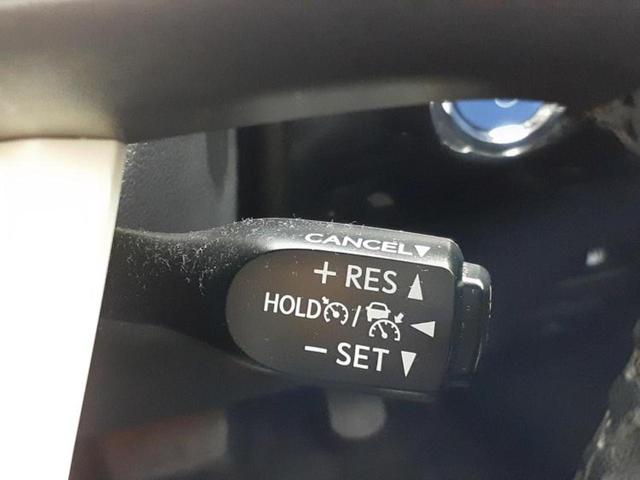 CANCEL▼
+ RES ▲
HOLD / ◀
− SET ▼